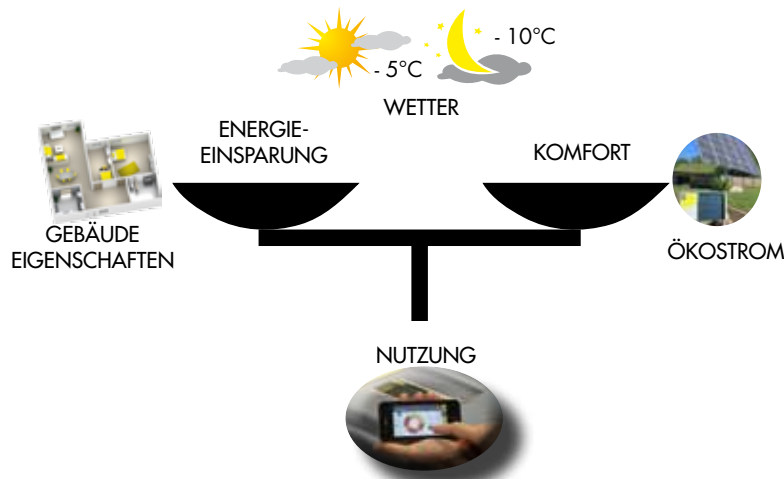 - 10°C
- 5°C
WETTER
ENERGIE-
EINSPARUNG
KOMFORT
GEBÄUDE
EIGENSCHAFTEN
ÖKOSTROM
NUTZUNG